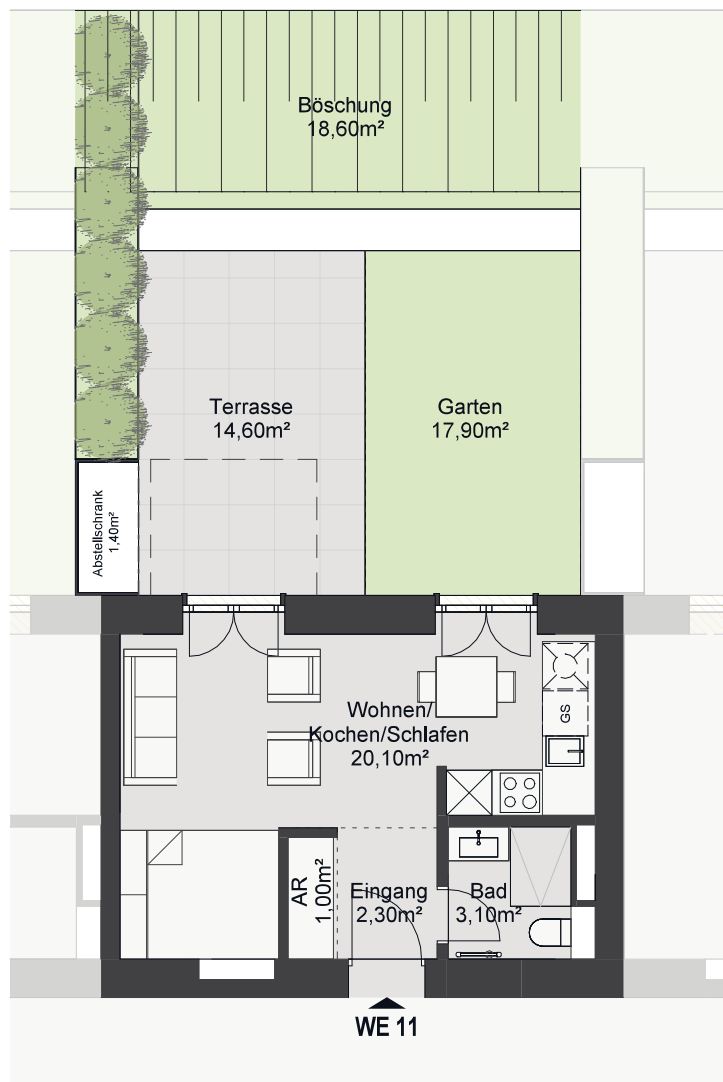 Böschung
18,60m²
Terrasse
14,60m²
Garten
17,90m²
Abstellschrank
1,40m²
Wohnen/
Kochen/Schlafen
20,10m²
GS
AR
1,00m²
Eingang
2,30m²
Bad
3,10m²
WE 11